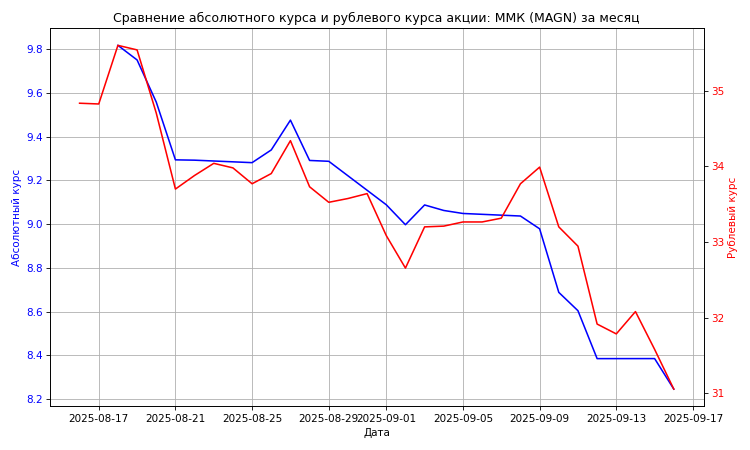 Сравнение абсолютного курса и рублевого курса акции: ММК (MAGN) за месяц
9.8
9.6
9.4
9.2
9.0
8.8
8.6
8.4
8.2
Абсолютный курс
35
34
33
32
31
Рублевый курс
2025-08-17 2025-08-21 2025-08-25 2025-08-29 2025-09-01 2025-09-05 2025-09-09 2025-09-13 2025-09-17
Дата